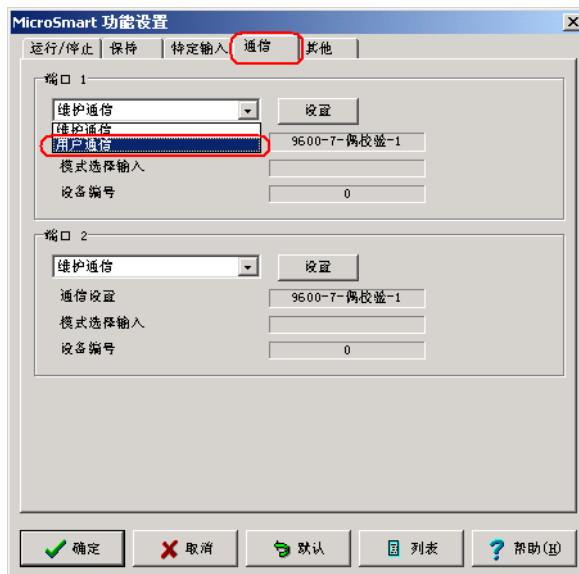 MicroSmart 功能设置
运行/停止 保持 特定输入 通信 其他
端口 1
维护通信 设置
维护通信
用户通信 9600-7-偶校验-1
模式选择输入
设备编号 0
端口 2
维护通信 设置
通信设置 9600-7-偶校验-1
模式选择输入
设备编号 0
确定 取消 默认 列表 帮助(H)